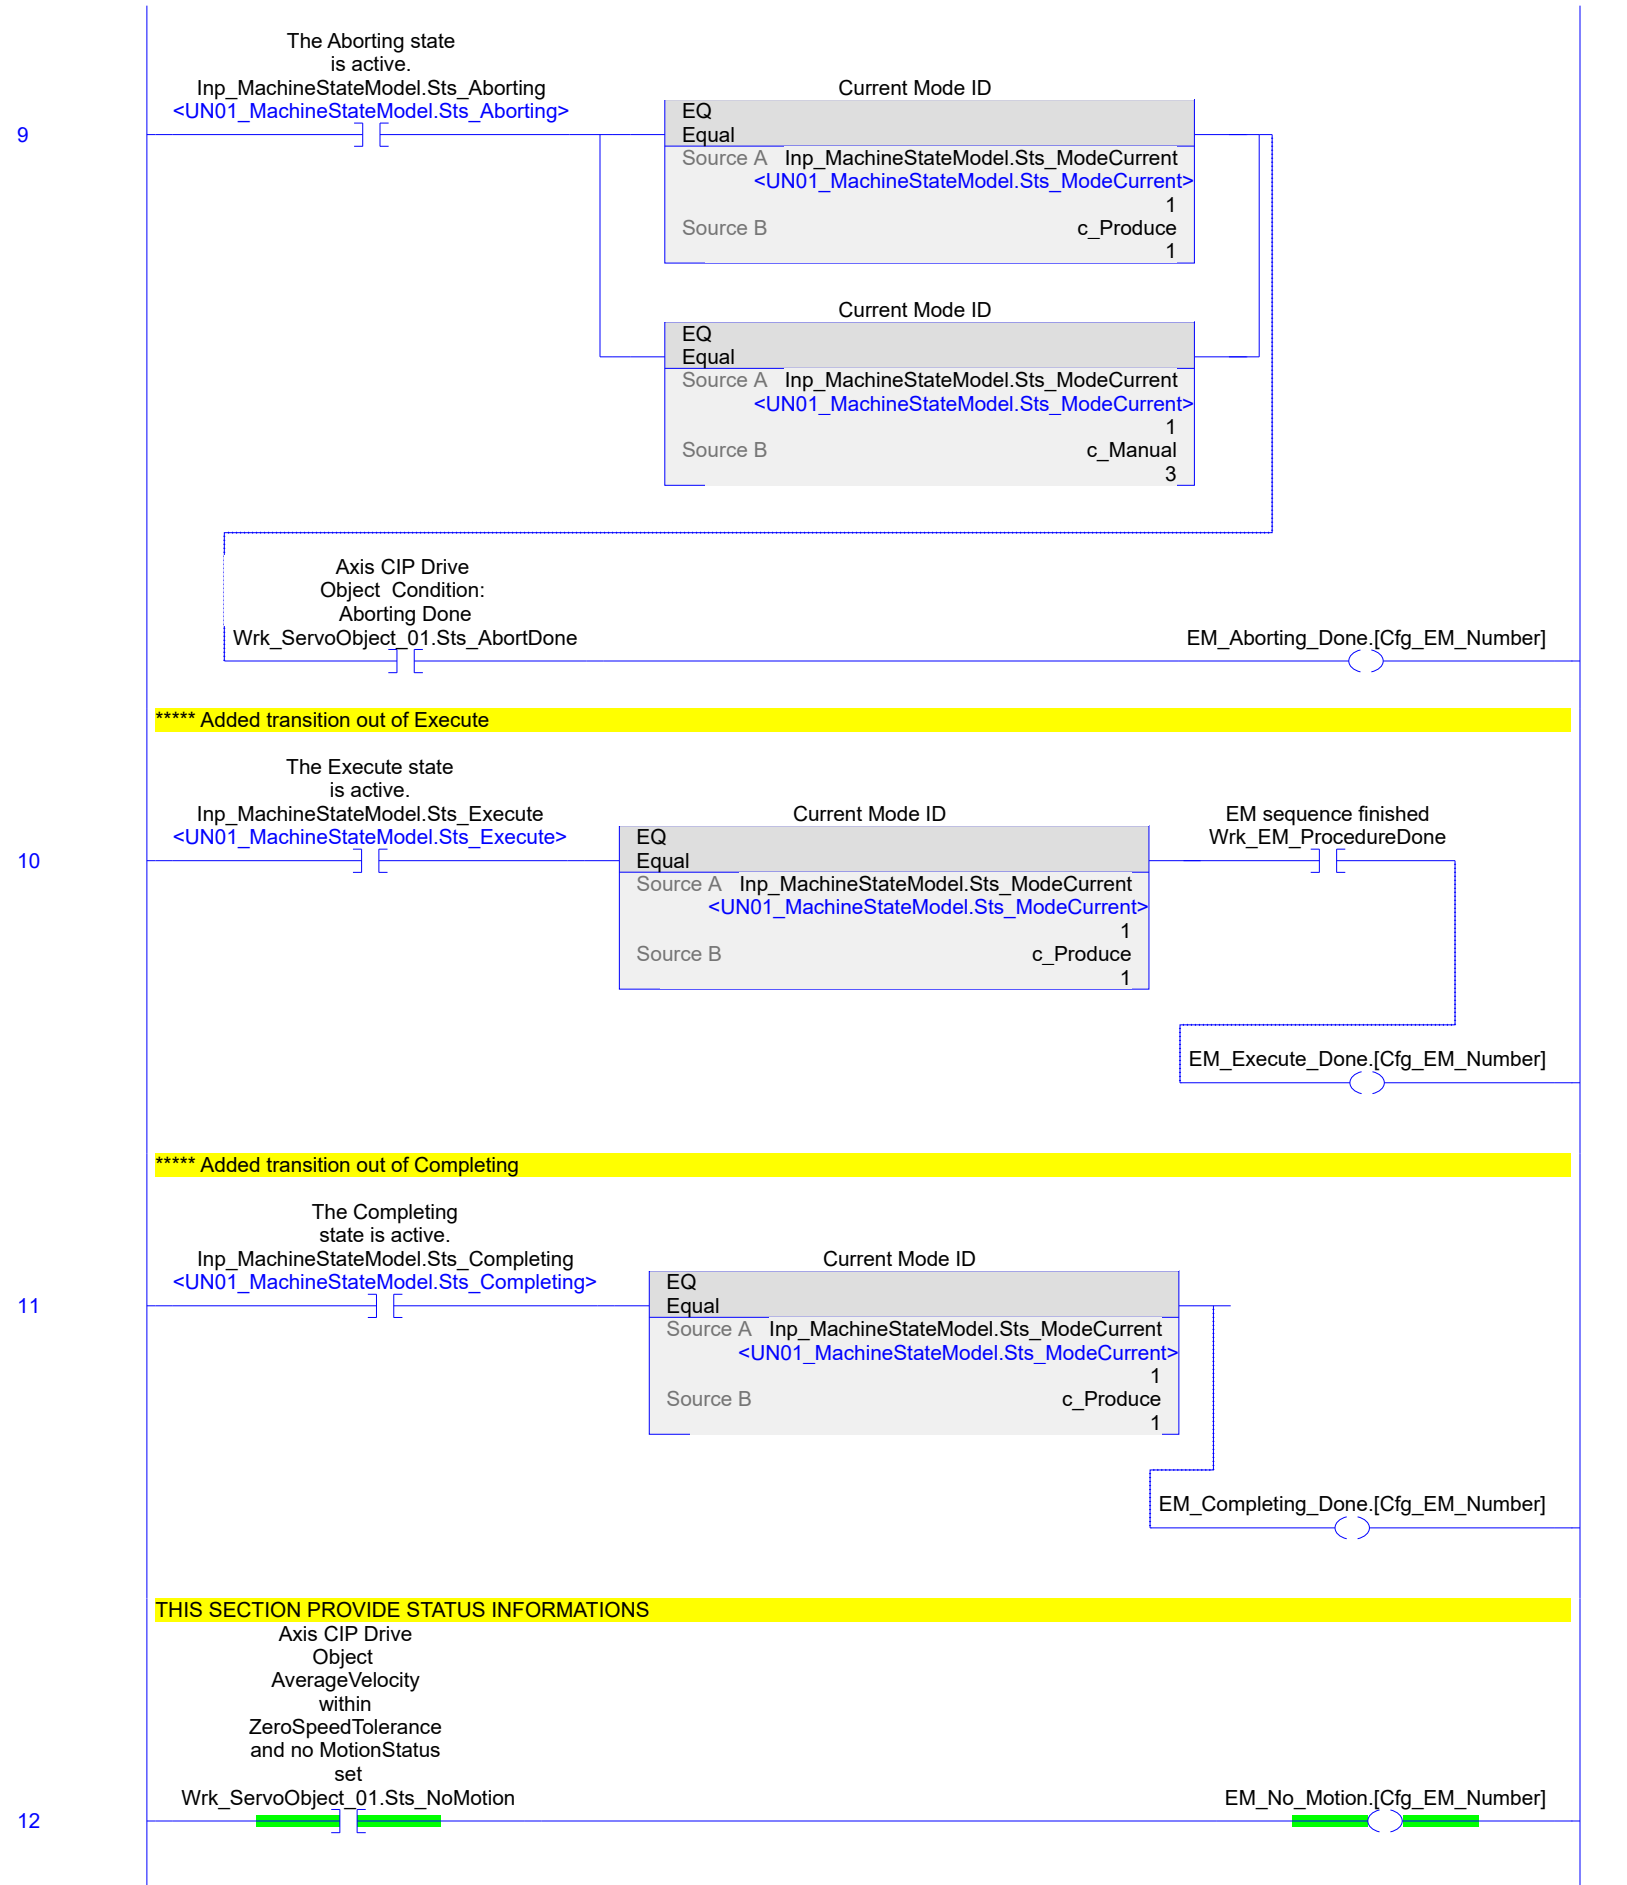 The Aborting state
is active.
Inp_MachineStateModel.Sts_Aborting
<UN01_MachineStateModel.Sts_Aborting>
9
Current Mode ID
EQ
Equal
Source A Inp_MachineStateModel.Sts_ModeCurrent
<UN01_MachineStateModel.Sts_ModeCurrent>
1
Source B c_Produce
1
Current Mode ID
EQ
Equal
Source A Inp_MachineStateModel.Sts_ModeCurrent
<UN01_MachineStateModel.Sts_ModeCurrent>
1
Source B c_Manual
3
Axis CIP Drive
Object Condition:
Aborting Done
Wrk_ServoObject_01.Sts_AbortDone
EM_Aborting_Done.[Cfg_EM_Number]
***** Added transition out of Execute
The Execute state
is active.
Inp_MachineStateModel.Sts_Execute
<UN01_MachineStateModel.Sts_Execute>
10
Current Mode ID
EQ
Equal
Source A Inp_MachineStateModel.Sts_ModeCurrent
<UN01_MachineStateModel.Sts_ModeCurrent>
1
Source B c_Produce
1
EM sequence finished
Wrk_EM_ProcedureDone
EM_Execute_Done.[Cfg_EM_Number]
***** Added transition out of Completing
The Completing
state is active.
Inp_MachineStateModel.Sts_Completing
<UN01_MachineStateModel.Sts_Completing>
11
Current Mode ID
EQ
Equal
Source A Inp_MachineStateModel.Sts_ModeCurrent
<UN01_MachineStateModel.Sts_ModeCurrent>
1
Source B c_Produce
1
EM_Completing_Done.[Cfg_EM_Number]
THIS SECTION PROVIDE STATUS INFORMATIONS
Axis CIP Drive
Object
AverageVelocity
within
ZeroSpeedTolerance
and no MotionStatus
set
Wrk_ServoObject_01.Sts_NoMotion
EM_No_Motion.[Cfg_EM_Number]
12